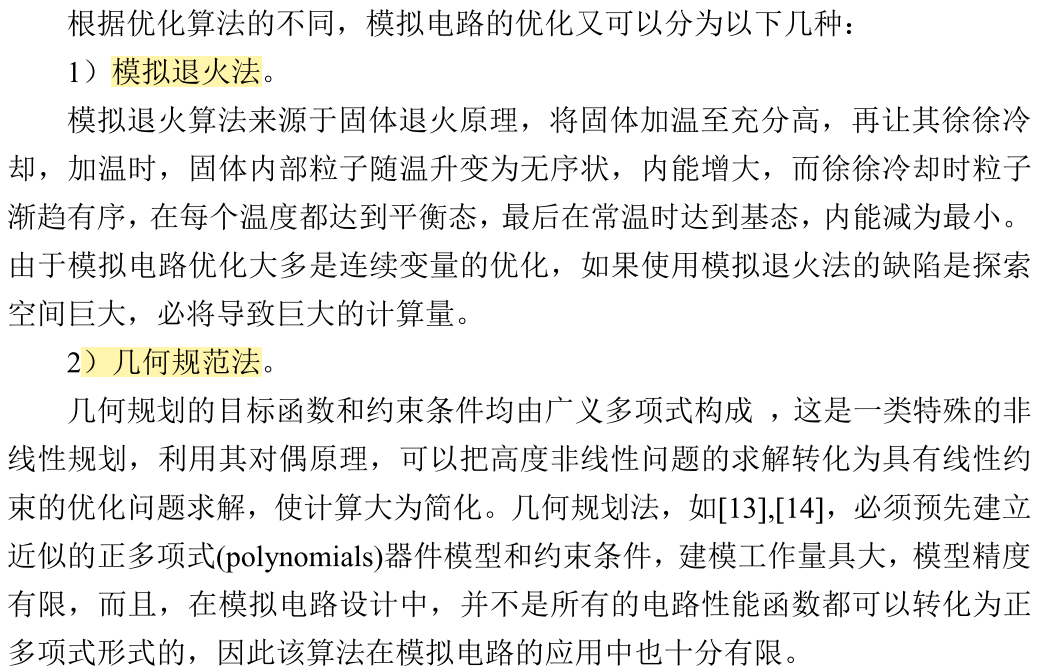 根据优化算法的不同，模拟电路的优化又可以分为以下几种：
1）模拟退火法。
模拟退火算法来源于固体退火原理，将固体加温至充分高，再让其徐徐冷
却，加温时，固体内部粒子随温升变为无序状，内能增大，而徐徐冷却时粒子
渐趋有序，在每个温度都达到平衡态，最后在常温时达到基态，内能减为最小。
由于模拟电路优化大多是连续变量的优化，如果使用模拟退火法的缺陷是探索
空间巨大，必将导致巨大的计算量。
2）几何规范法。
几何规划的目标函数和约束条件均由广义多项式构成 ，这是一类特殊的非
线性规划，利用其对偶原理，可以把高度非线性问题的求解转化为具有线性约
束的优化问题求解，使计算大为简化。几何规划法，如[13],[14]，必须预先建立
近似的正多项式(polynomials)器件模型和约束条件，建模工作量具大，模型精度
有限，而且，在模拟电路设计中，并不是所有的电路性能函数都可以转化为正
多项式形式的，因此该算法在模拟电路的应用中也十分有限。